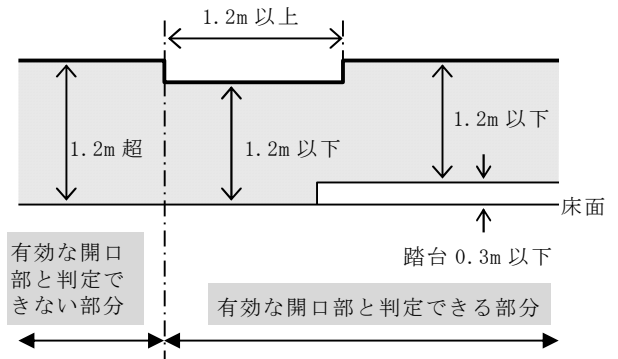 1.2m 以上
1.2m 超
1.2m 以下
1.2m 以下
床面
踏台 0.3m 以下
有効な開口
部と判定で
きない部分
有効な開口部と判定できる部分